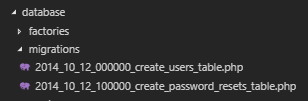 database
factories
migrations
2014_10_12_000000_create_users_table.php
2014_10_12_100000_create_password_resets_table.php